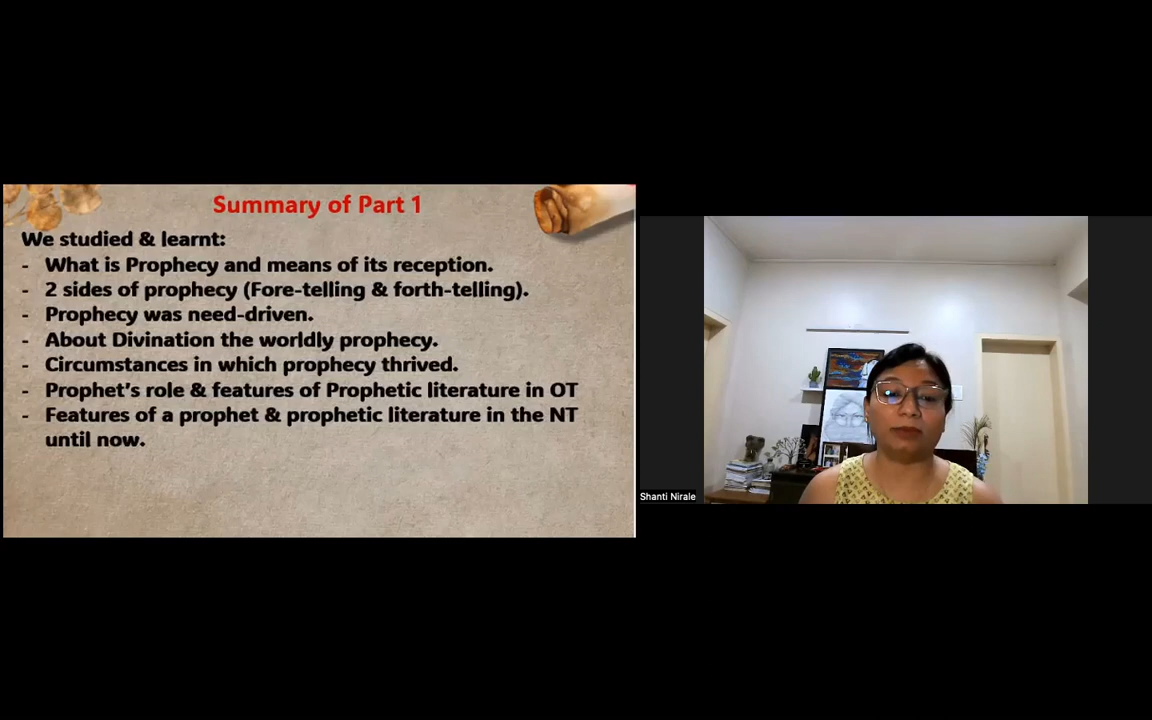 Summary of Part 1
We studied & learnt:
- What is Prophecy and means of its reception.
- 2 sides of prophecy (Fore-telling & forth-telling).
- Prophecy was need-driven.
- About Divination the worldly prophecy.
- Circumstances in which prophecy thrived.
- Prophet's role & features of Prophetic literature in OT
- Features of a prophet & prophetic literature in the NT
until now.
Shanti Nirale